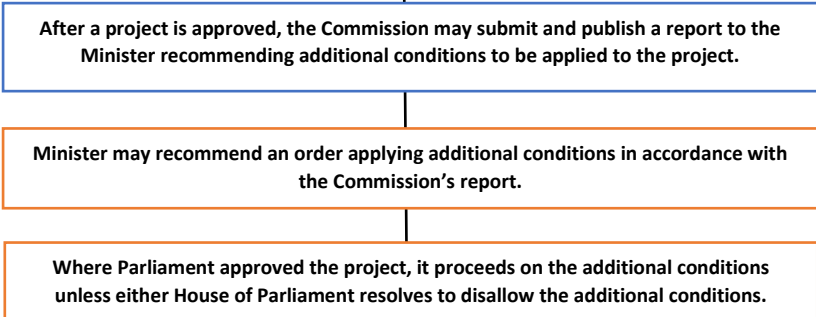 After a project is approved, the Commission may submit and publish a report to the
Minister recommending additional conditions to be applied to the project.
Minister may recommend an order applying additional conditions in accordance with
the Commission’s report.
Where Parliament approved the project, it proceeds on the additional conditions
unless either House of Parliament resolves to disallow the additional conditions.